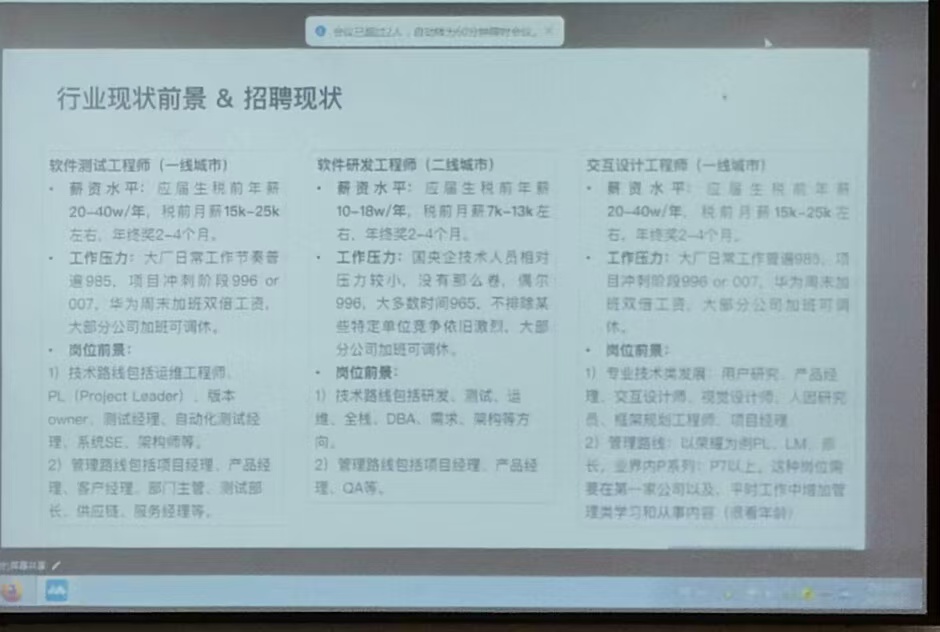 会议已超过2人，自动转为60分钟限时会议。
行业现状前景 & 招聘现状
软件测试工程师（一线城市）
• 薪资水平：应届生税前年薪
20-40w/年，税前月薪15k-25k
左右，年终奖2-4个月。
• 工作压力：大厂日常工作节奏普
遍985，项目冲刺阶段996 or
007，华为周末加班双倍工资，
大部分公司加班可调休。
• 岗位前景：
1）技术路线包括运维工程师、
PL（Project Leader）、版本
owner、测试经理、自动化测试经
理、系统SE、架构师等。
2）管理路线包括项目经理、产品经
理、客户经理、部门主管、测试部
长、供应链、服务经理等。
软件研发工程师（二线城市）
• 薪资水平：应届生税前年薪
10-18w/年，税前月薪7k-13k左
右，年终奖2-4个月。
• 工作压力：国央企技术人员相对
压力较小，没有那么卷，偶尔
996，大多数时间965，不排除某
些特定单位竞争依旧激烈，大部
分公司加班可调休。
• 岗位前景：
1）技术路线包括研发、测试、运
维、全栈、DBA、需求、架构等方
向。
2）管理路线包括项目经理、产品经
理、QA等。
交互设计工程师（一线城市）
• 薪资水平：应届生税前年薪
20-40w/年，税前月薪15k-25k左
右，年终奖2-4个月。
• 工作压力：大厂日常工作普遍985，项
目冲刺阶段996 or 007，华为周末加
班双倍工资，大部分公司加班可调
休。
• 岗位前景：
1）专业技术类发展：用户研究、产品经
理、交互设计师、视觉设计师、人因研究
员、框架规划工程师、项目经理
2）管理路线：以荣耀为例PL、LM、部
长，业界内P系列：P7以上，这种岗位需
要在第一家公司以及，平时工作中增加管
理类学习和从事内容（很看年龄）
屏幕共享